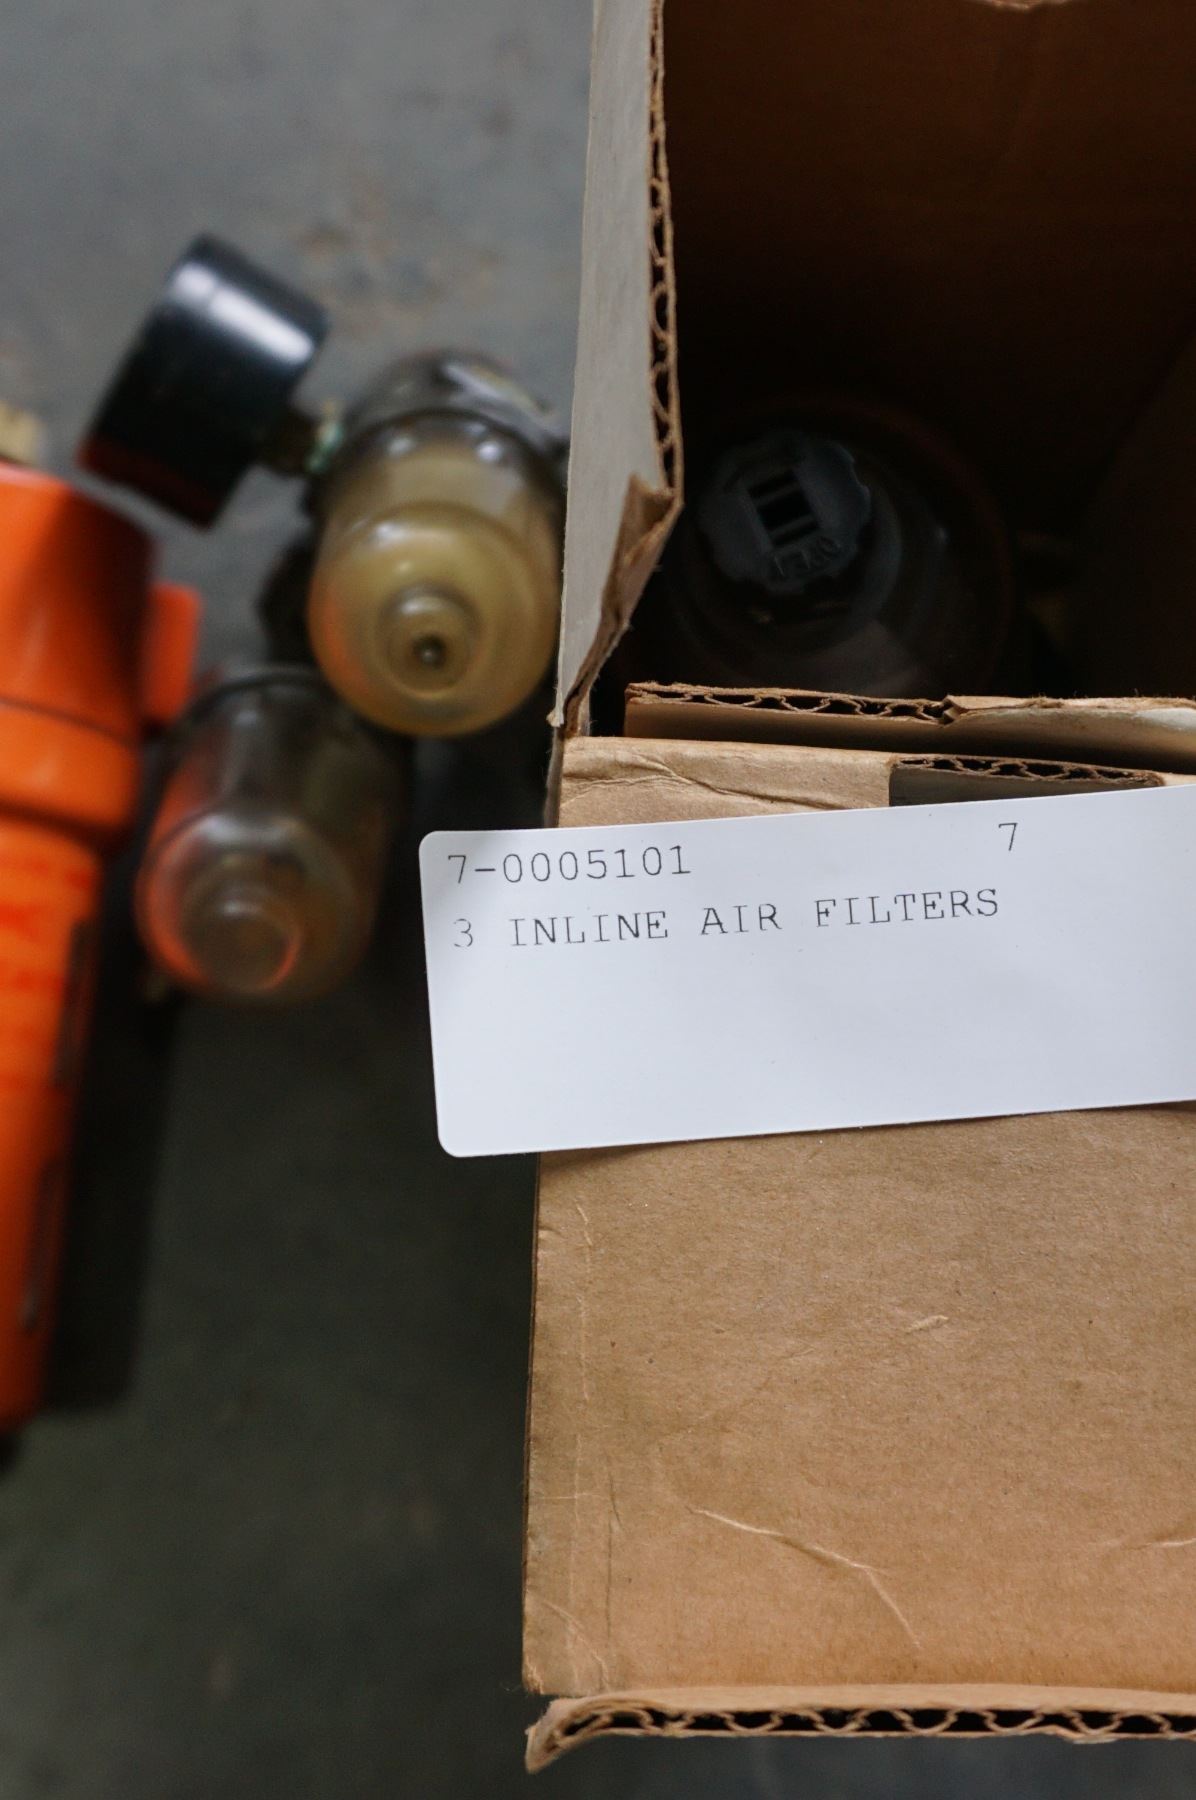 7-0005101 7
3 INLINE AIR FILTERS